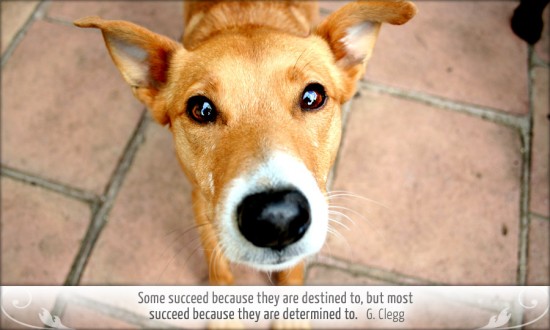 Some succeed because they are destined to, but most
succeed because they are determined to. G. Clegg